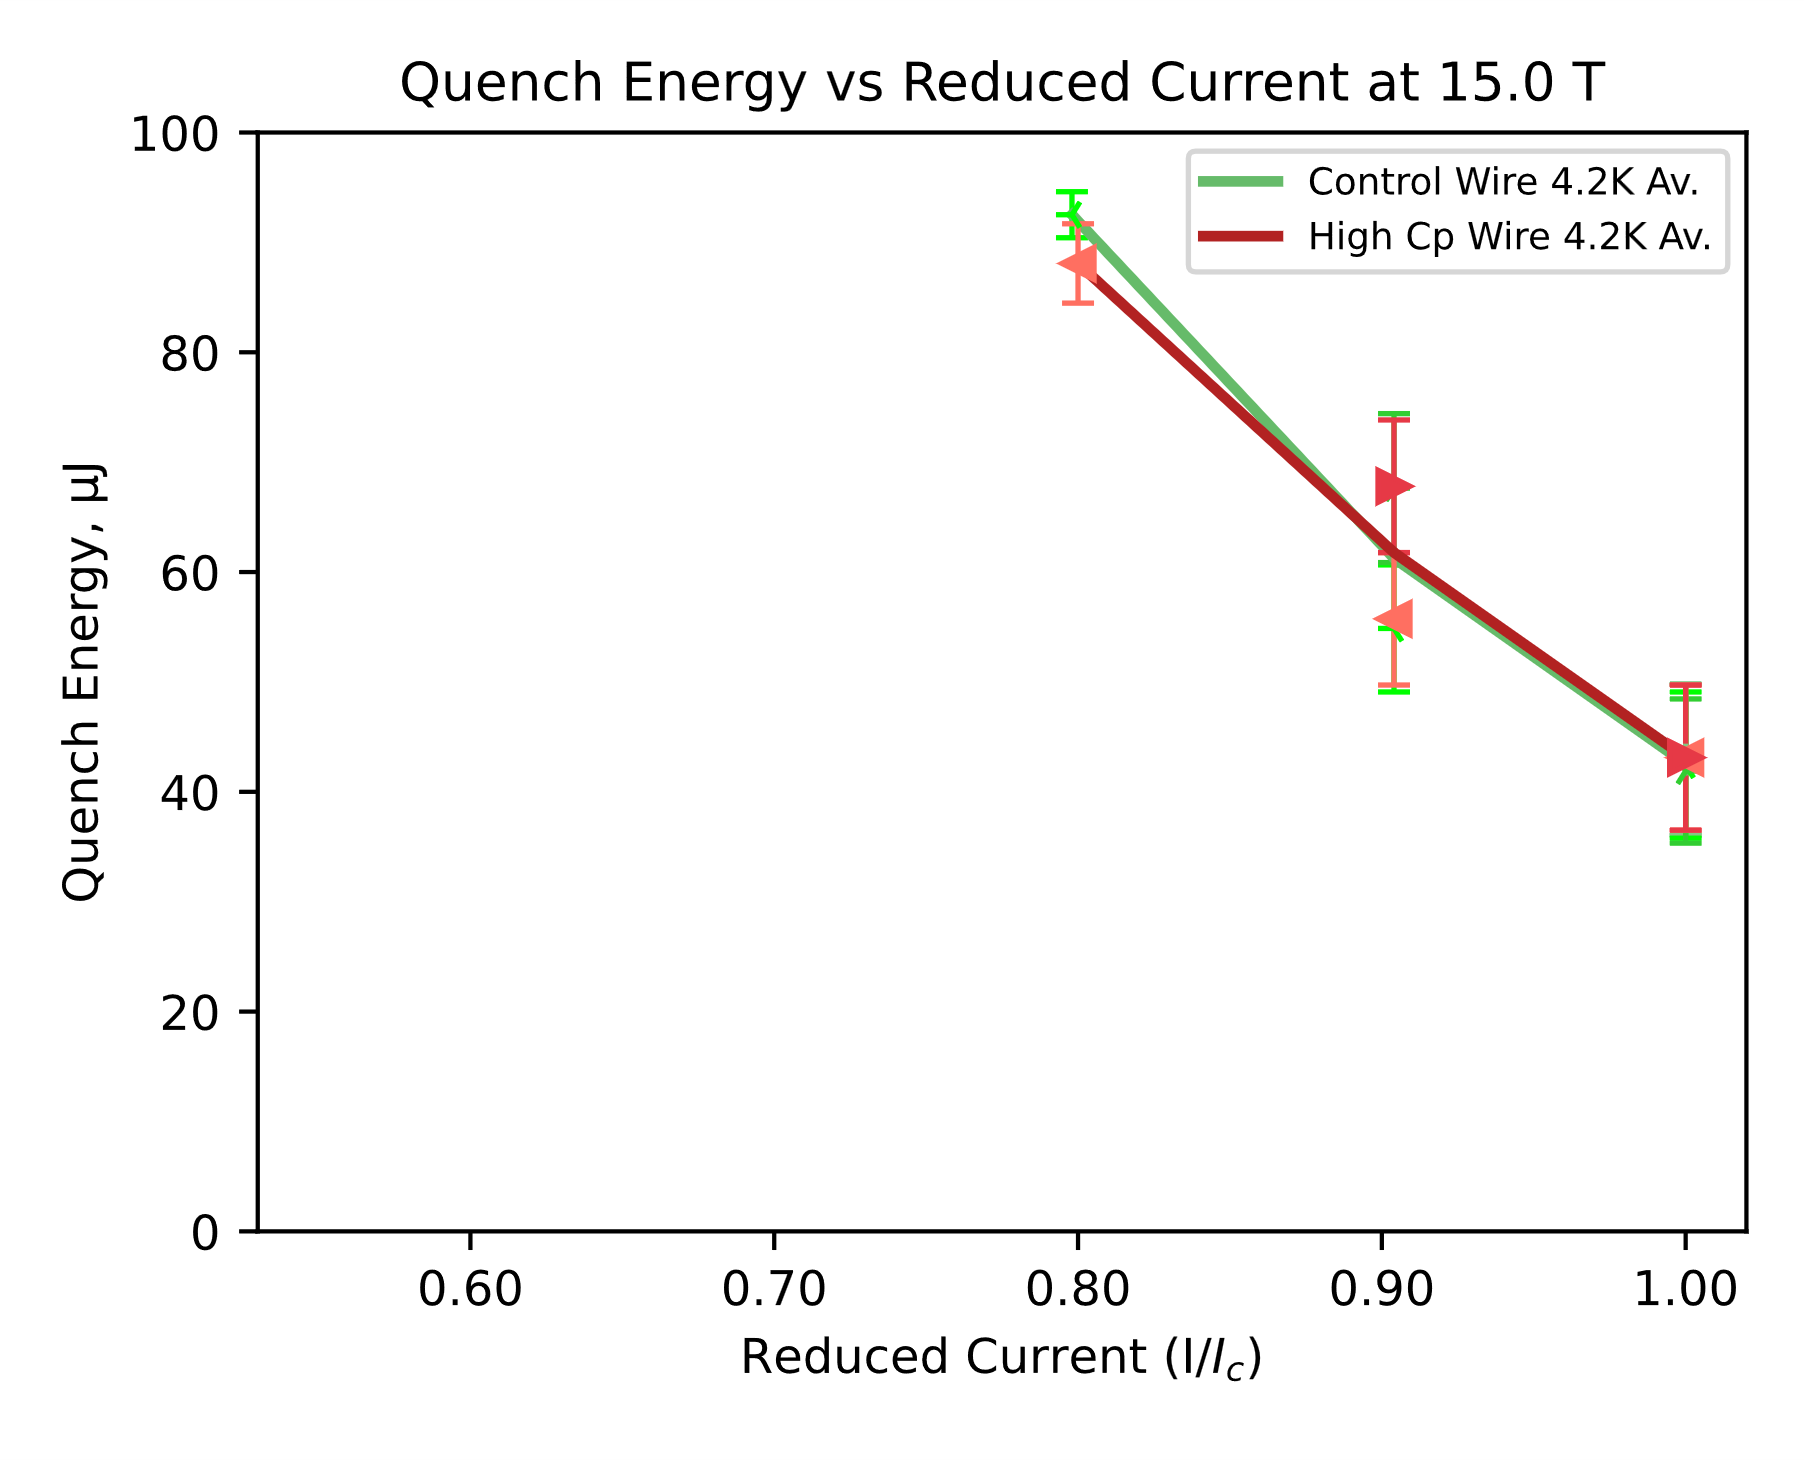 Quench Energy vs Reduced Current at 15.0 T
Control Wire 4.2K Av.
High Cp Wire 4.2K Av.
Quench Energy, μJ
100
80
60
40
20
0
0.60 0.70 0.80 0.90 1.00
Reduced Current (I/I_c)